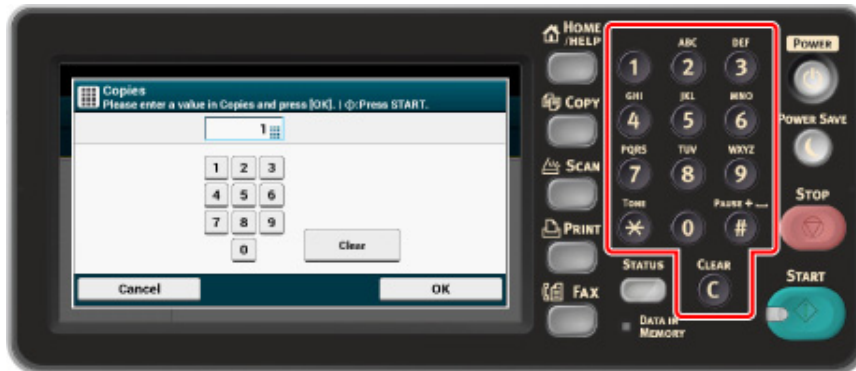 Copies
Please enter a value in Copies and press [OK]. | :Press START.
1
1 2 3
4 5 6
7 8 9
0
Clear
Cancel
OK
HOME
/HELP
COPY
SCAN
PRINT
FAX
ABC DEF
1 2 3
GHI JKL MNO
4 5 6
PQRS TUV WXYZ
7 8 9
TONE PAUSE + ...
* 0 #
STATUS
CLEAR
C
DATA IN
MEMORY
POWER
POWER SAVE
STOP
START